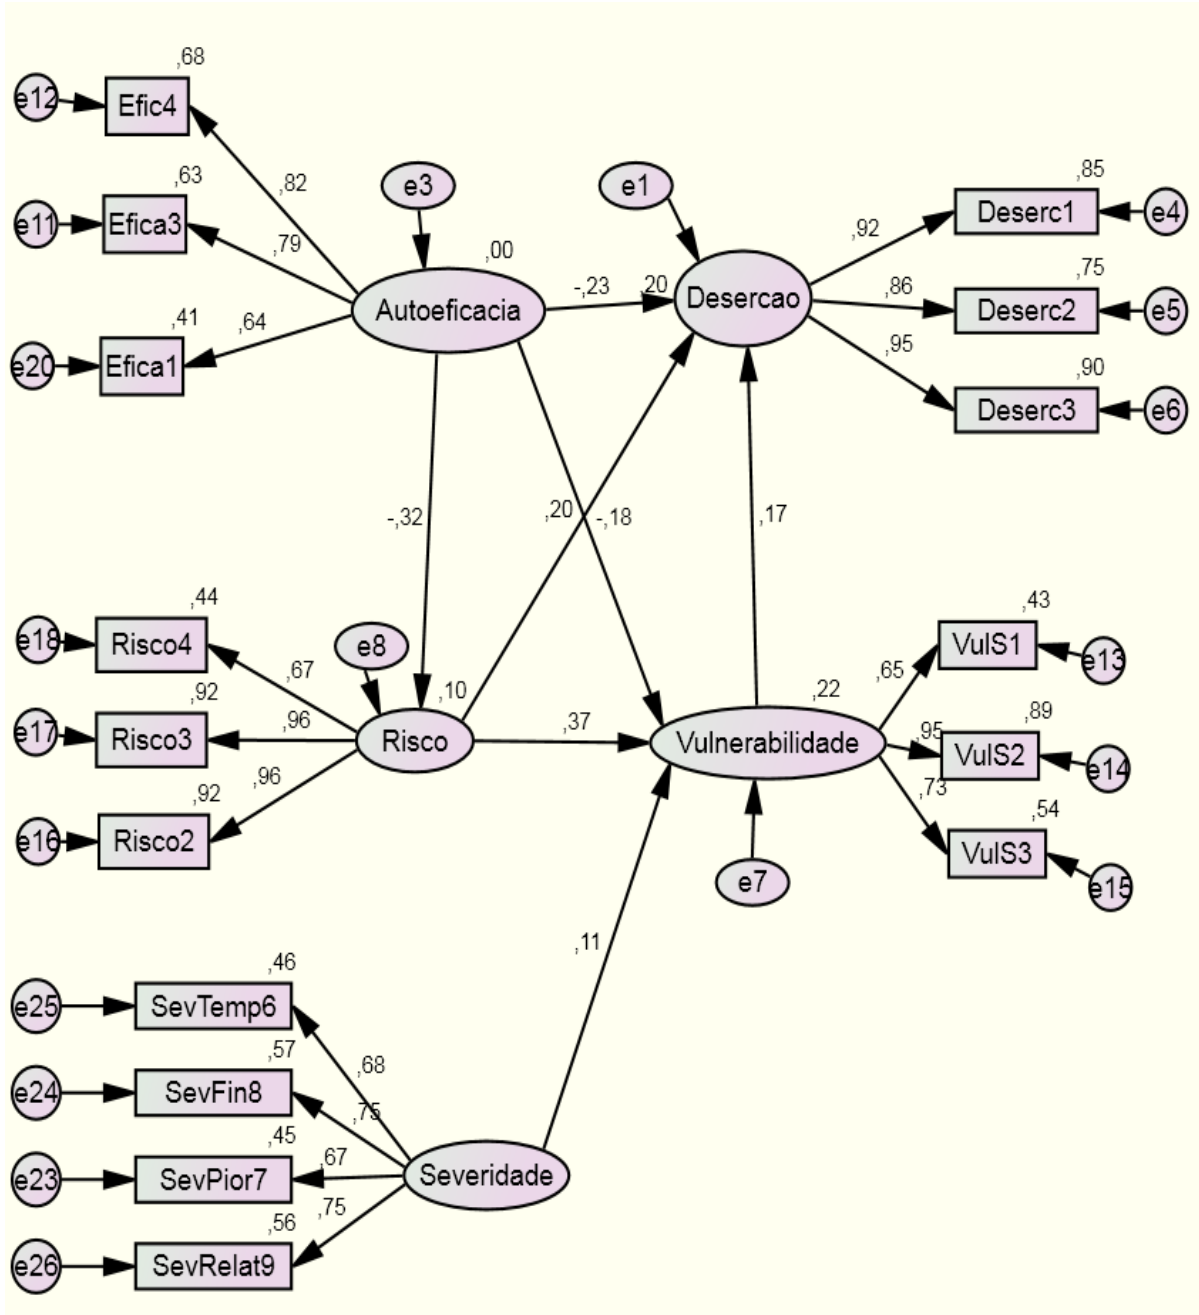 ,68
e12
Efic4
,82
,63
e11
Efica3
,79
,41
e20
Efica1
,64
e3
,00
Autoeficacia
e1
-,23
,20
Desercao
,92
,85
Deserc1
e4
,86
,75
Deserc2
e5
,95
,90
Deserc3
e6
-,32
,20
-,18
,17
,44
e18
Risco4
,67
,92
e17
Risco3
,96
,92
e16
Risco2
,96
e8
,10
Risco
,37
,22
Vulnerabilidade
e7
,65
,43
VulS1
e13
,95
,89
VulS2
e14
,73
,54
VulS3
e15
,11
,46
e25
SevTemp6
,68
,57
e24
SevFin8
,75
,45
e23
SevPior7
,67
,56
e26
SevRelat9
,75
Severidade